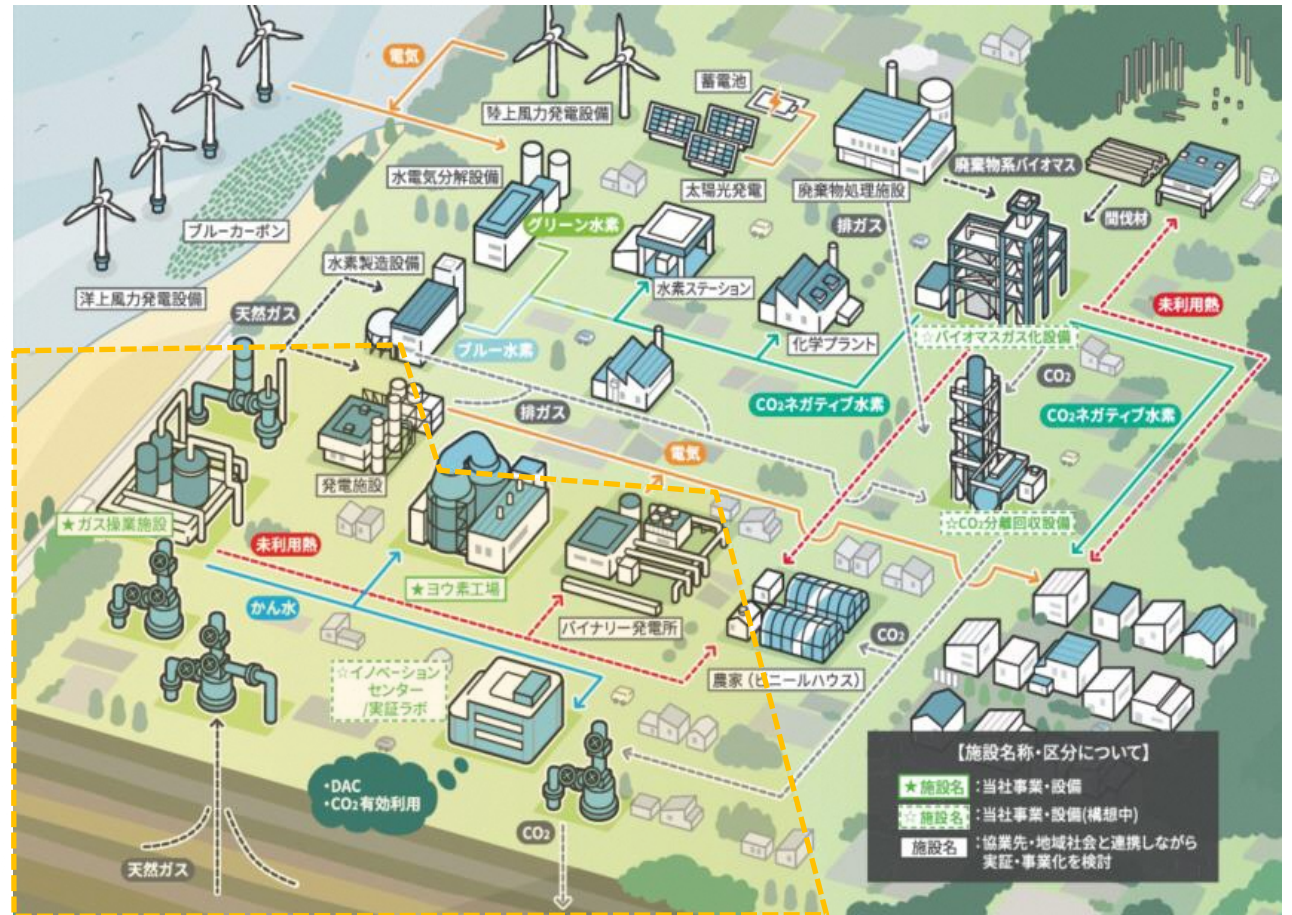 電気
蓄電池
陸上風力発電設備
水電気分解設備
太陽光発電
廃棄物処理施設
廃棄物系バイオマス
間伐材
ブルーカーボン
グリーン水素
排ガス
水素製造設備
水素ステーション
洋上風力発電設備
天然ガス
未利用熱
ブルー水素
化学プラント
☆バイオマスガス化設備
CO2
CO2ネガティブ水素
CO2ネガティブ水素
排ガス
電気
発電施設
★ガス操業施設
☆CO2分離回収設備
未利用熱
★ヨウ素工場
かん水
バイナリー発電所
CO2
農家(ビニールハウス)
☆イノベーション
センター
/実証ラボ
・DAC
・CO2有効利用
CO2
天然ガス
【施設名称・区分について】
★施設名:当社事業・設備
☆施設名:当社事業・設備(構想中)
施設名:協業先・地域社会と連携しながら
実証・事業化を検討